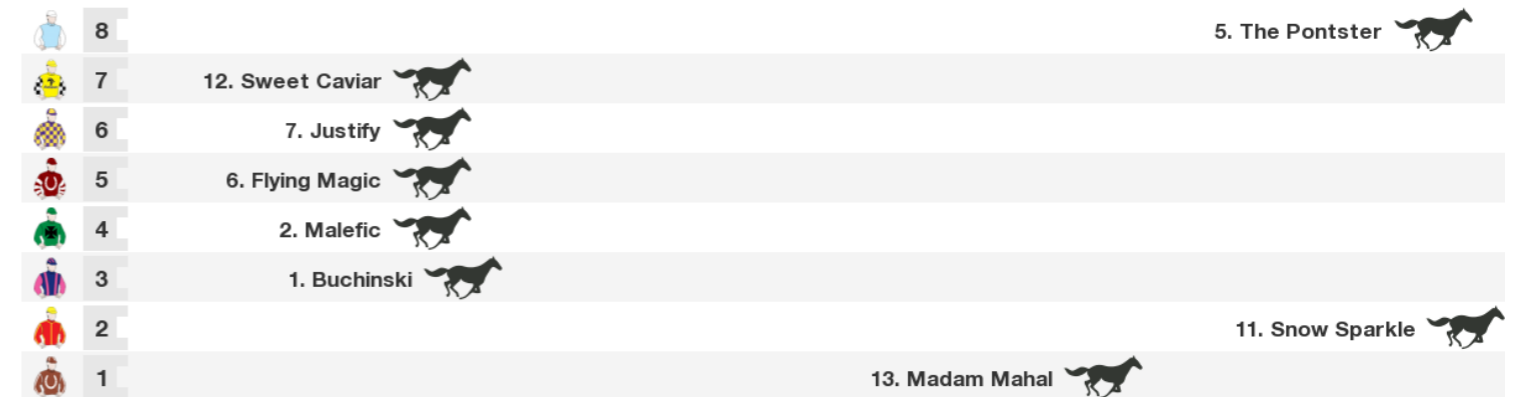 8 5. The Pontster
7 12. Sweet Caviar
6 7. Justify
5 6. Flying Magic
4 2. Malefic
3 1. Buchinski
2 11. Snow Sparkle
1 13. Madam Mahal